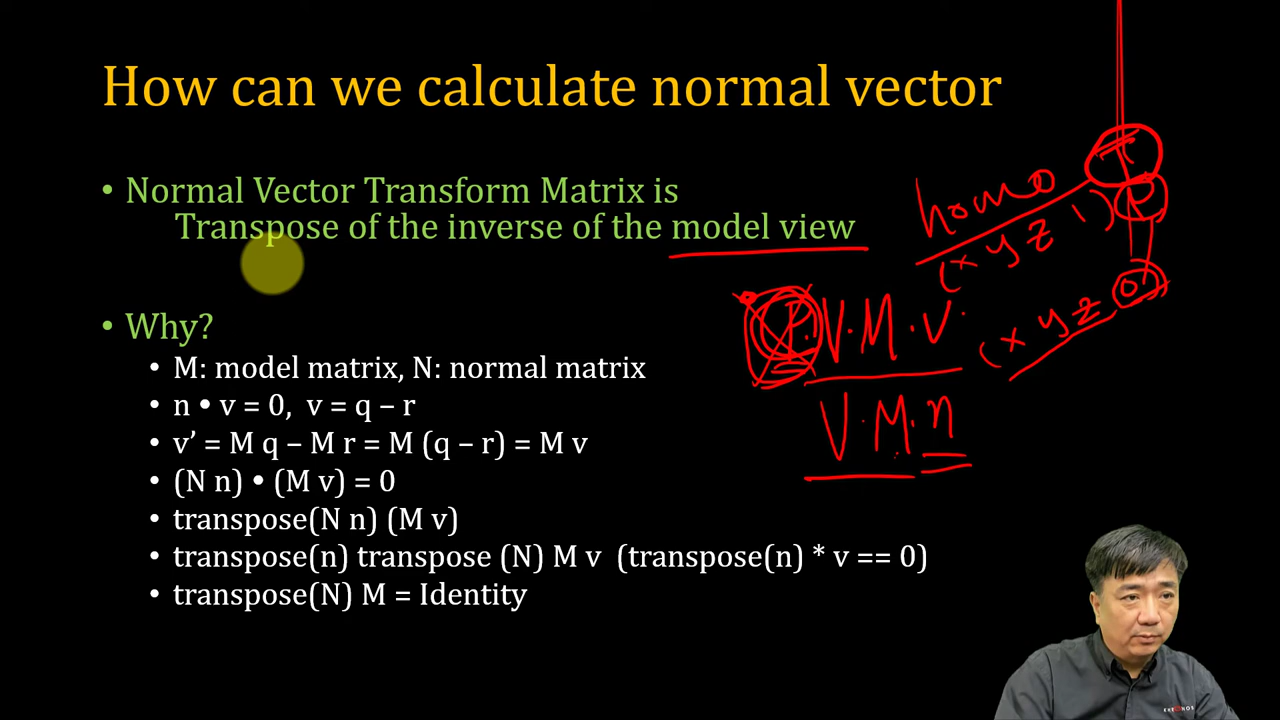 How can we calculate normal vector
• Normal Vector Transform Matrix is
Transpose of the inverse of the model view
• Why?
• M: model matrix, N: normal matrix
• n • v = 0, v = q – r
• v’ = M q – M r = M (q – r) = M v
• (N n) • (M v) = 0
• transpose(N n) (M v)
• transpose(n) transpose (N) M v (transpose(n) * v == 0)
• transpose(N) M = Identity
homo
T
P
(x y z 1)
(x y z 0)
P · V · M · v
V · M · n